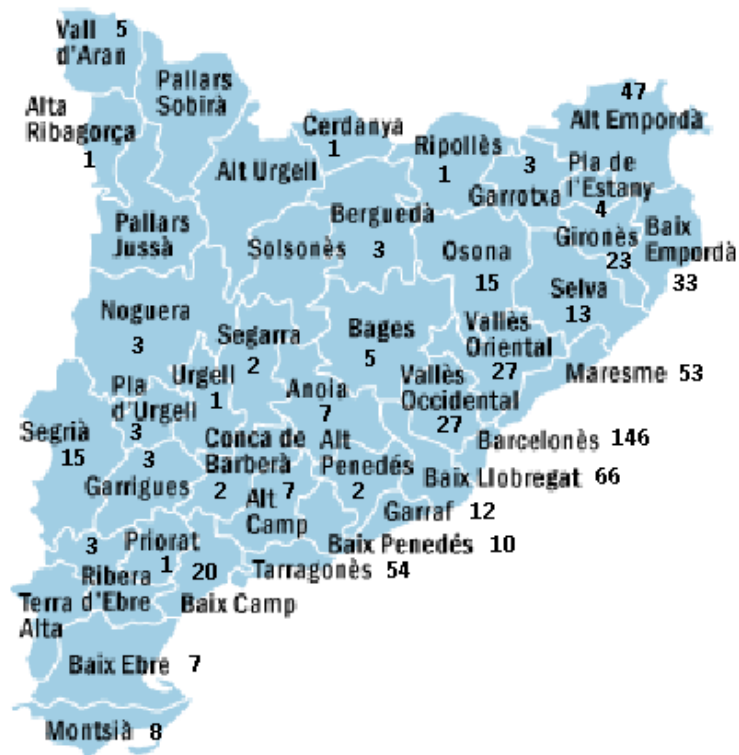 Vall 5
d'Aran
Pallars
Sobirà
Alta
Ribagorça
1
Cerdanya
1
Ripollès
1
47
Alt Empordà
3
Garrotxa
Pla de
l'Estany
4
Alt Urgell
Berguedà
3
Pallars
Jussà
Solsonès
Osona
15
Gironès
23
Baix
Empordà
33
Selva
13
Noguera
3
Segarra
2
Bages
5
Vallès
Oriental
27
Maresme 53
Urgell
1
Pla
d'Urgell
3
Anoia
7
Vallès
Occidental
27
Segrià
15
3
Garrigues
Conca de
Barberà
2
Alt
Penedés
2
Barcelonès 146
Baix Llobregat 66
7
Alt
Camp
Garraf 12
Baix Penedés 10
3
Ribera
d'Ebre
Priorat
1
20
Baix Camp
Tarragonès 54
Terra
Alta
Baix Ebre 7
Montsià 8